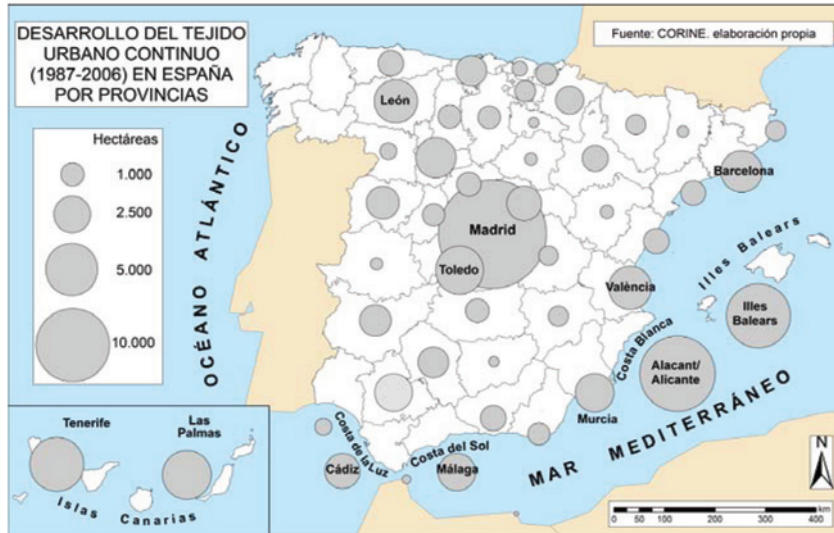 DESARROLLO DEL TEJIDO
URBANO CONTINUO
(1987-2006) EN ESPAÑA
POR PROVINCIAS
Fuente: CORINE. elaboración propia
Hectáreas
1.000
2.500
5.000
10.000
OCÉANO ATLÁNTICO
León
Barcelona
Madrid
Toledo
Illes Balears
València
Illes
Balears
Costa Blanca
Alacant/
Alicante
Murcia
MAR MEDITERRÁNEO
Costa de la Luz
Costa del Sol
Cádiz
Málaga
Tenerife
Las
Palmas
Islas Canarias
N
km
0 100 200 300 400